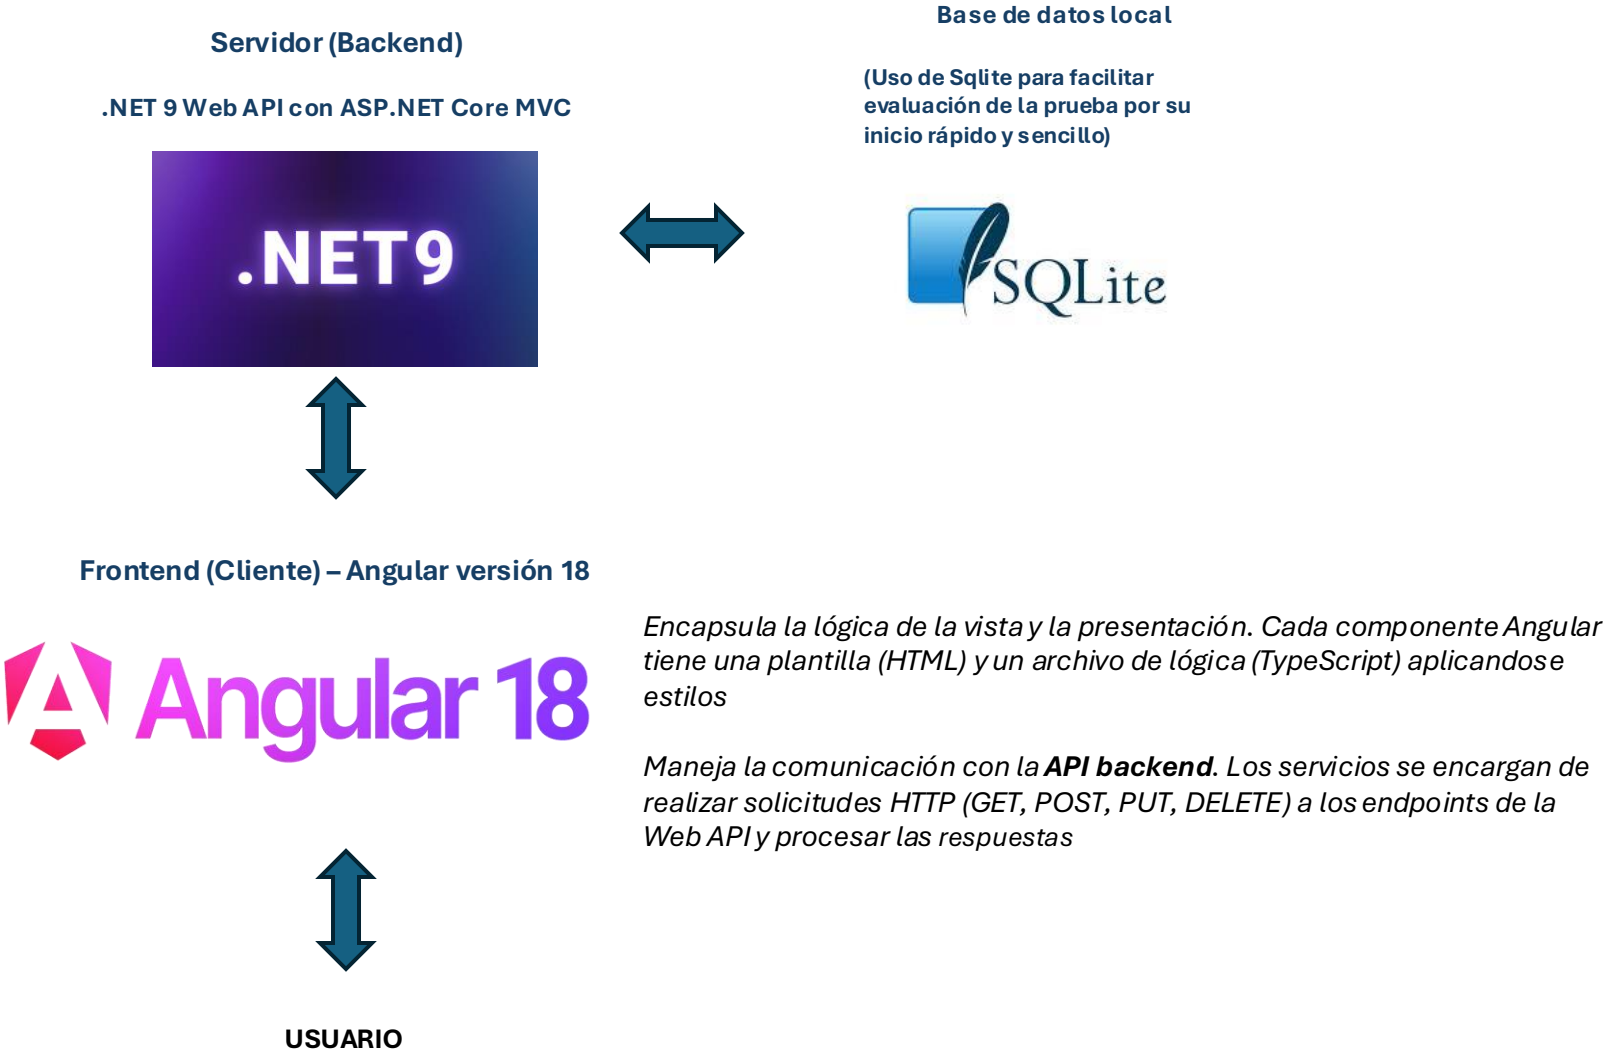 Servidor (Backend)
.NET 9 Web API con ASP.NET Core MVC
.NET 9
Base de datos local
(Uso de Sqlite para facilitar
evaluación de la prueba por su
inicio rápido y sencillo)
SQLite
Frontend (Cliente) – Angular versión 18
Angular 18
Encapsula la lógica de la vista y la presentación. Cada componente Angular
tiene una plantilla (HTML) y un archivo de lógica (TypeScript) aplicandose
estilos
Maneja la comunicación con la API backend. Los servicios se encargan de
realizar solicitudes HTTP (GET, POST, PUT, DELETE) a los endpoints de la
Web API y procesar las respuestas
USUARIO